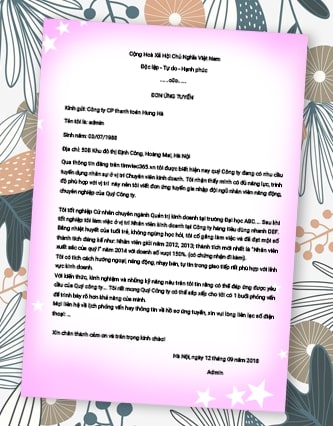 Cộng Hoà Xã Hội Chủ Nghĩa Việt Nam
Độc lập - Tự do - Hạnh phúc
.......o0o.......
ĐƠN ỨNG TUYỂN
Kính gửi: Công ty CP thanh toán Hưng Hà
Tên tôi là: admin
Sinh năm: 03/07/1988
Địa chỉ: 50B Khu đô thị Định Công, Hoàng Mai, Hà Nội
Qua thông tin đăng trên timviec365.vn tôi được biết hiện nay quý Công ty đang có nhu cầu
tuyển dụng nhân sự ở vị trí Chuyên viên kinh doanh. Tôi nhận thấy mình có đủ năng lực, trình
độ phù hợp với vị trí này nên tôi viết đơn ứng tuyển gia nhập đội ngũ nhân viên năng động,
chuyên nghiệp của Quý Công ty.
Tôi tốt nghiệp Cử nhân chuyên ngành Quản trị kinh doanh tại trường Đại học ABC.... Sau khi
tốt nghiệp tôi làm việc ở vị trí Nhân viên kinh doanh tại Công ty hàng tiêu dùng nhanh DEF.
Bằng nhiệt huyết của tuổi trẻ, không ngừng học hỏi, tôi cố gắng làm việc và đã đạt một số
thành tích đáng kể như: Nhân viên giỏi năm 2012, 2013; thành tích mới nhất là "Nhân viên
xuất sắc của quý I" năm 2014 với doanh số vượt 150%. (có chứng nhận đi kèm).
Tôi có tích cách hướng ngoại, năng động, nhạy bén, tự tin trong giao tiếp rất phù hợp với lĩnh
vực kinh doanh.
Với kiến thức, kinh nghiệm và những kỹ năng nêu trên tôi tin rằng có thể đáp ứng được yêu
cầu của Quý công ty... Tôi rất mong Quý Công ty có thể sắp xếp cho tôi có 1 buổi phỏng vấn
để trình bày rõ hơn khả năng của mình.
Mọi liên hệ về lịch phỏng vấn hay thông tin về hồ sơ ứng tuyển, xin vui lòng liên lạc số điện
thoại: ...
Xin chân thành cảm ơn và trân trọng kính chào!
Hà Nội, ngày 12 tháng 09 năm 2018
Admin